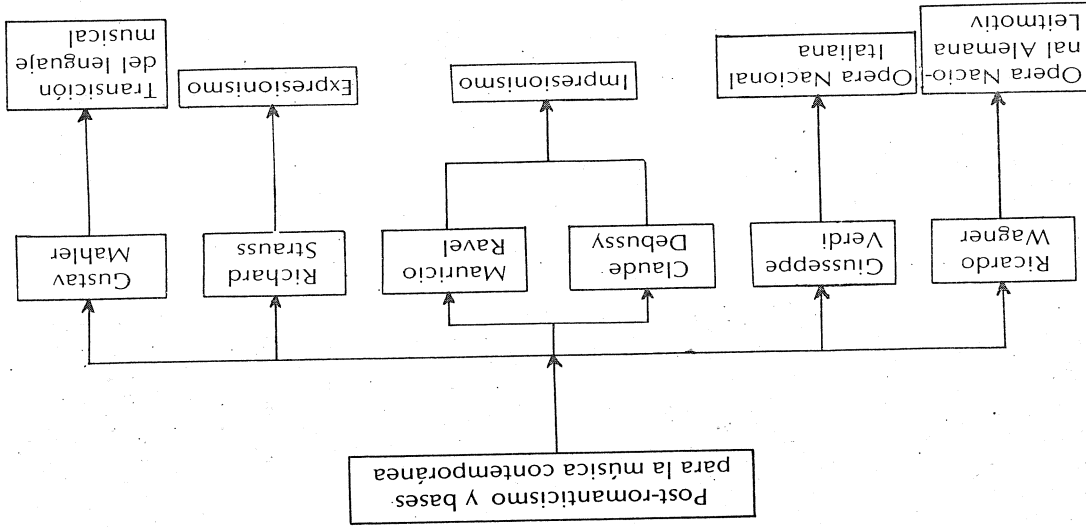 Post-romanticismo y bases
para la música contemporánea
Ricardo
Wagner
Giusseppe
Verdi
Claude
Debussy
Mauricio
Ravel
Richard
Strauss
Gustav
Mahler
Opera Nacio-
nal Alemana
Leitmotiv
Opera Nacional
Italiana
Impresionismo
Expresionismo
Transición
del lenguaje
musical